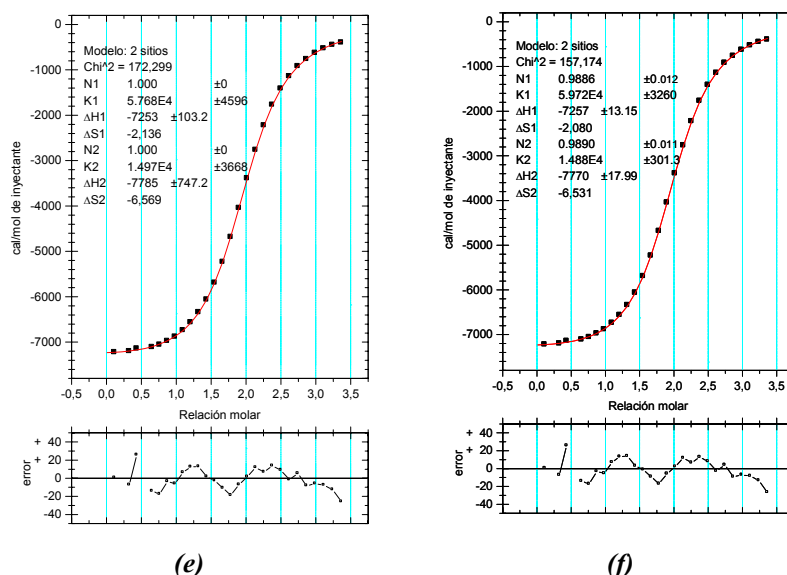 Modelo: 2 sitios
Chi^2 = 172,299
N1 1.000 ±0
K1 5.768E4 ±4596
ΔH1 -7253 ±103.2
ΔS1 -2,136
N2 1.000 ±0
K2 1.497E4 ±3668
ΔH2 -7785 ±747.2
ΔS2 -6,569
cal/mol de inyectante
0
-1000
-2000
-3000
-4000
-5000
-6000
-7000
-0,5 0,0 0,5 1,0 1,5 2,0 2,5 3,0 3,5
Relación molar
error
+ 40
+ 20
0
-20
-40
(e)
Modelo: 2 sitios
Chi^2 = 157,174
N1 0.9886 ±0.012
K1 5.972E4 ±3260
ΔH1 -7257 ±13.15
ΔS1 -2,080
N2 0.9890 ±0.011
K2 1.488E4 ±301.3
ΔH2 -7770 ±17.99
ΔS2 -6,531
cal/mol de inyectante
0
-1000
-2000
-3000
-4000
-5000
-6000
-7000
-0,5 0,0 0,5 1,0 1,5 2,0 2,5 3,0 3,5
Relación molar
error
+ 40
+ 20
0
-20
-40
(f)